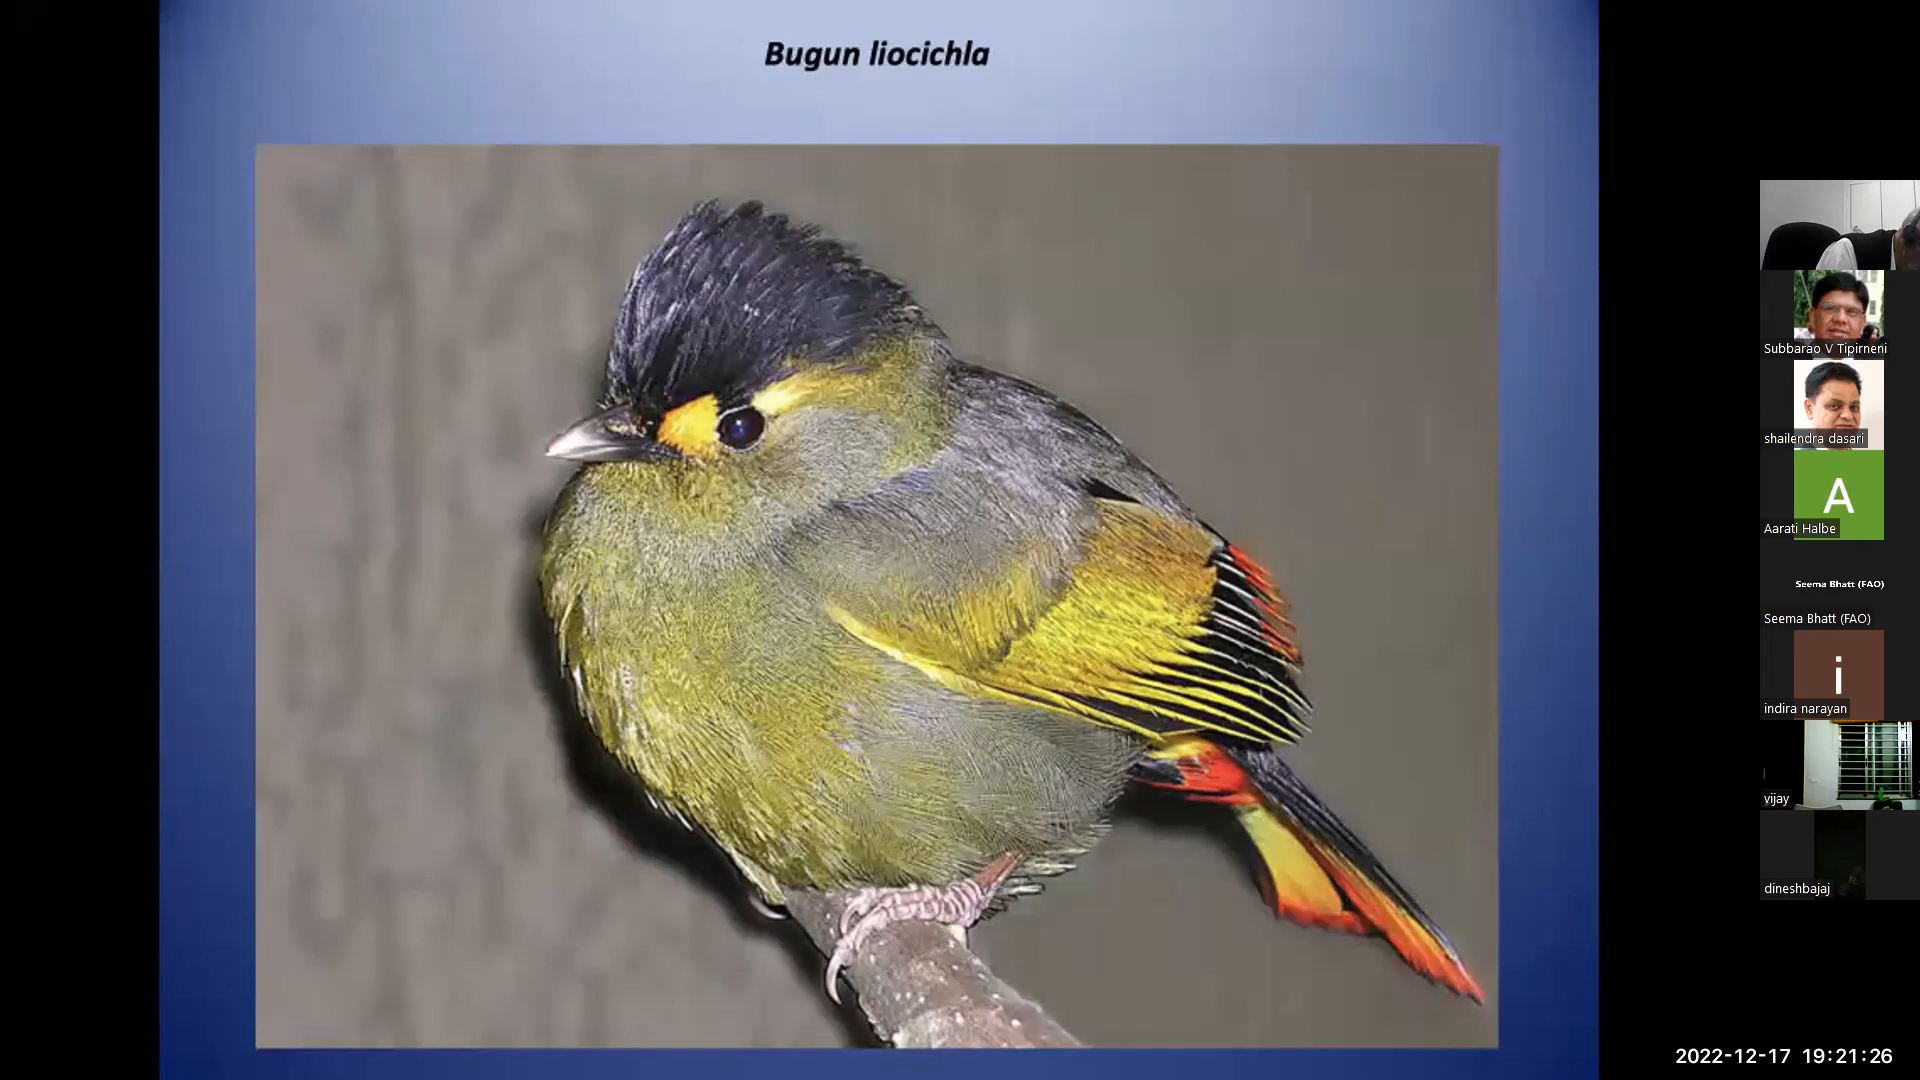 Bugun liocichla
Subbarao V Tipirneni
shailendra dasari
A
Aarati Halbe
Seema Bhatt (FAO)
Seema Bhatt (FAO)
i
indira narayan
vijay
dineshbajaj
2022-12-17 19:21:26